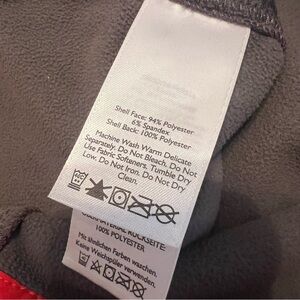 Shell Face: 94% Polyester
6% Spandex
Shell Back: 100% Polyester
Machine Wash Warm Delicate
Separately. Do Not Bleach. Do Not
Use Fabric Softeners. Tumble Dry
Low. Do Not Iron. Do Not Dry
Clean.
OBERMATERIAL RÜCKSEITE:
100% POLYESTER
Mit ähnlichen Farben waschen.
Keine Weichspüler verwenden.